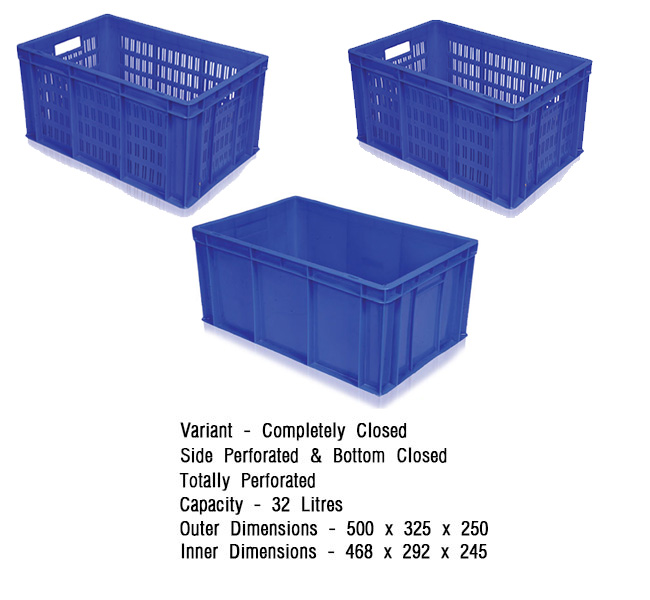 Variant - Completely Closed
Side Perforated & Bottom Closed
Totally Perforated
Capacity - 32 Litres
Outer Dimensions - 500 x 325 x 250
Inner Dimensions - 468 x 292 x 245